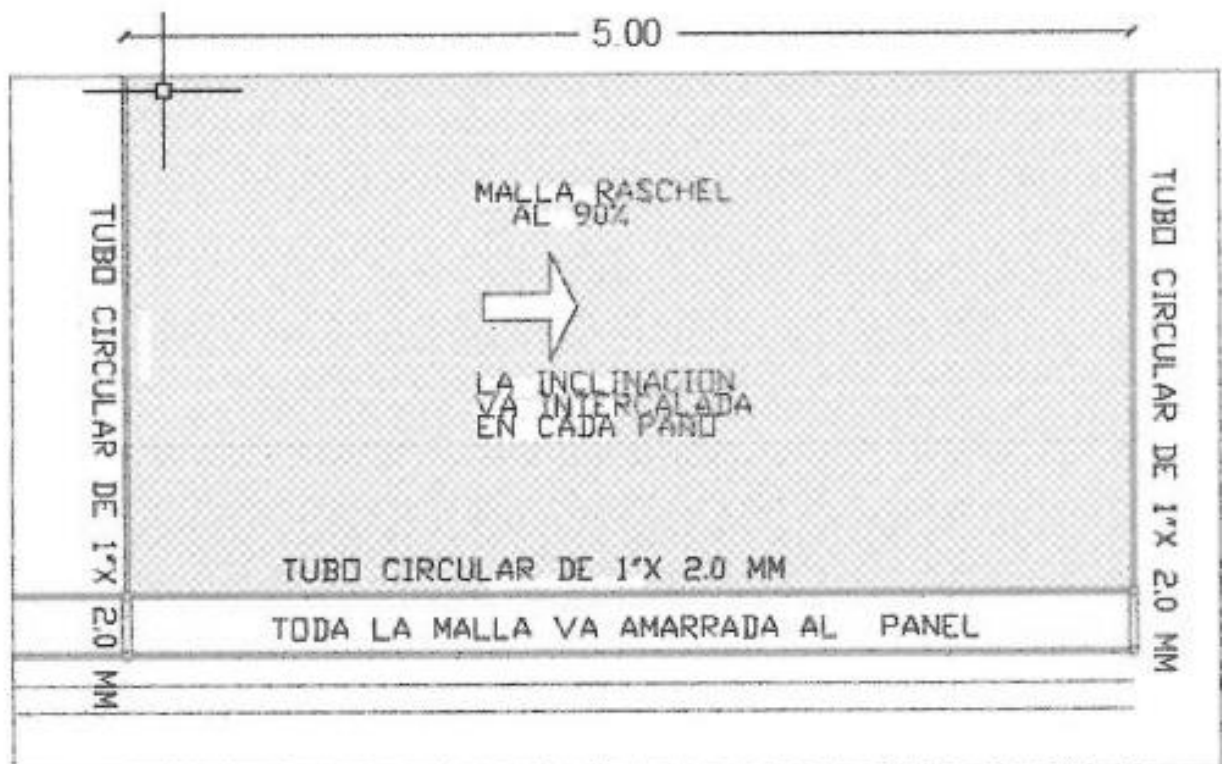 5.00
MALLA RASCHEL
AL 90%
LA INCLINACION
VA INTERCALADA
EN CADA PAÑO
TUBO CIRCULAR DE 1"X 2.0 MM
TODA LA MALLA VA AMARRADA AL PANEL
TUBO CIRCULAR DE 1"X 2.0 MM
TUBO CIRCULAR DE 1"X 2.0 MM